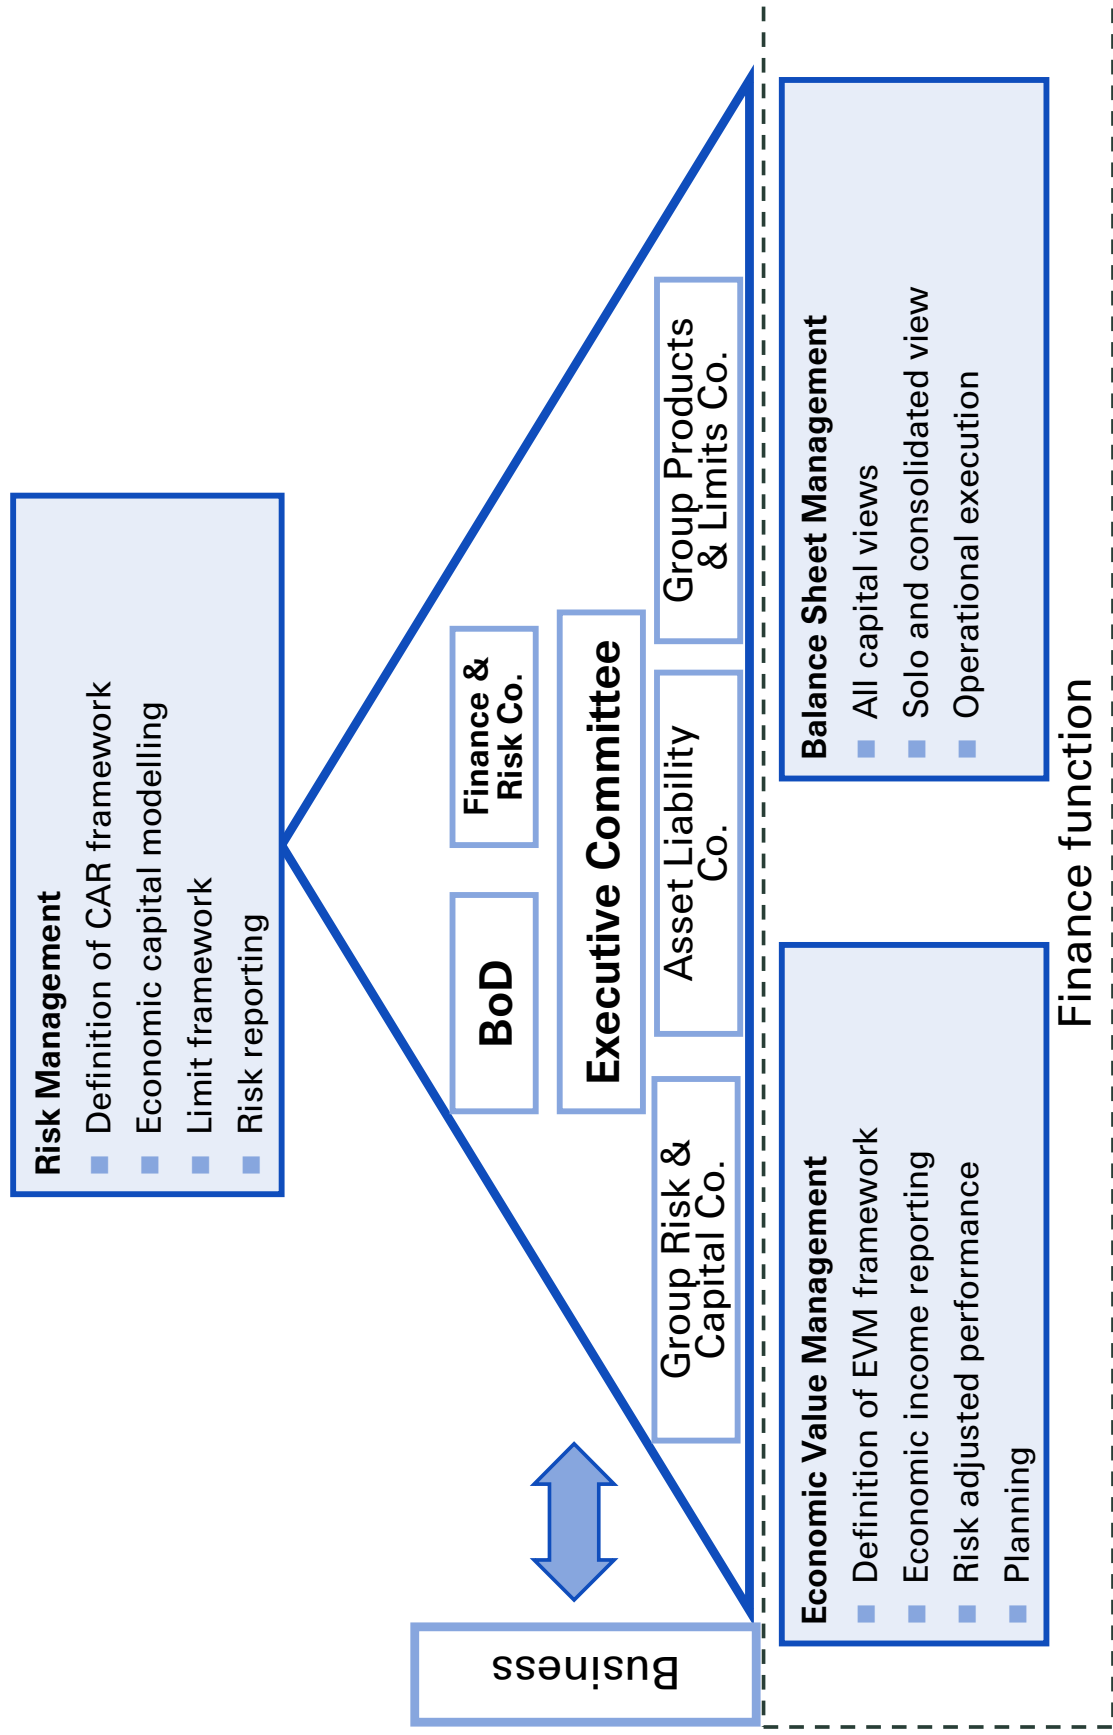 Risk Management
Definition of CAR framework
Economic capital modelling
Limit framework
Risk reporting
BoD
Finance &
Risk Co.
Executive Committee
Group Risk &
Capital Co.
Asset Liability
Co.
Group Products
& Limits Co.
Business
Economic Value Management
Definition of EVM framework
Economic income reporting
Risk adjusted performance
Planning
Balance Sheet Management
All capital views
Solo and consolidated view
Operational execution
Finance function